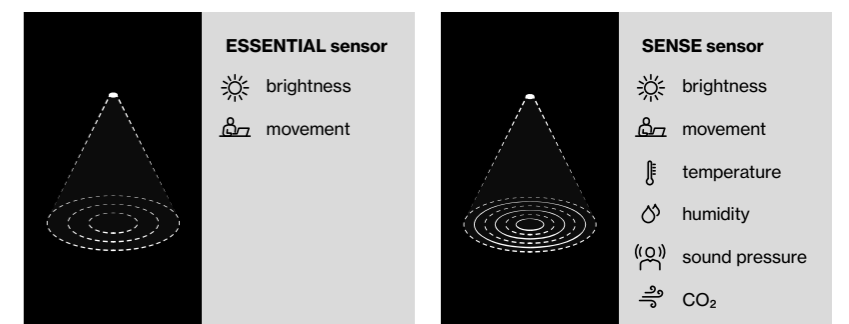 ESSENTIAL sensor
brightness
movement
SENSE sensor
brightness
movement
temperature
humidity
sound pressure
CO₂